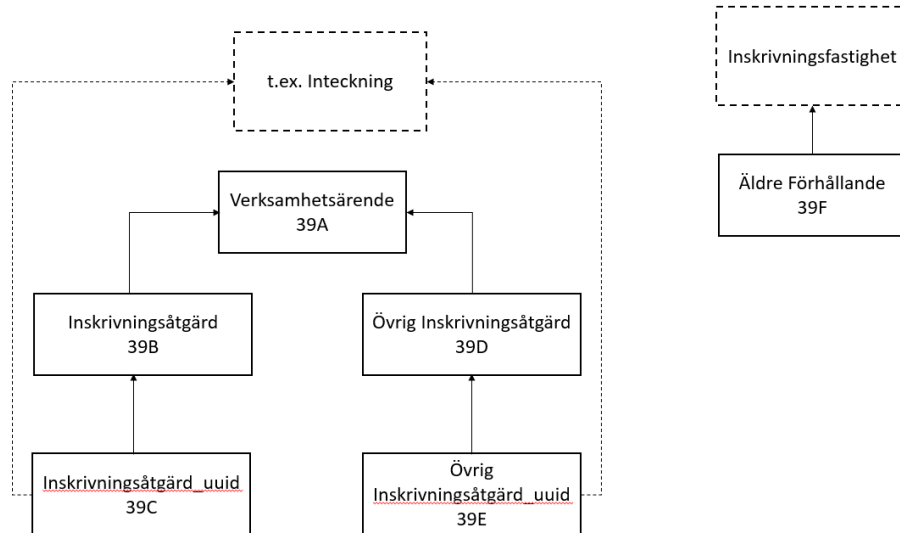 t.ex. Inteckning
Inskrivningsfastighet
Verksamhetsärende
39A
Äldre Förhållande
39F
Inskrivningsåtgärd
39B
Övrig Inskrivningsåtgärd
39D
Inskrivningsåtgärd_uuid
39C
Övrig
Inskrivningsåtgärd_uuid
39E